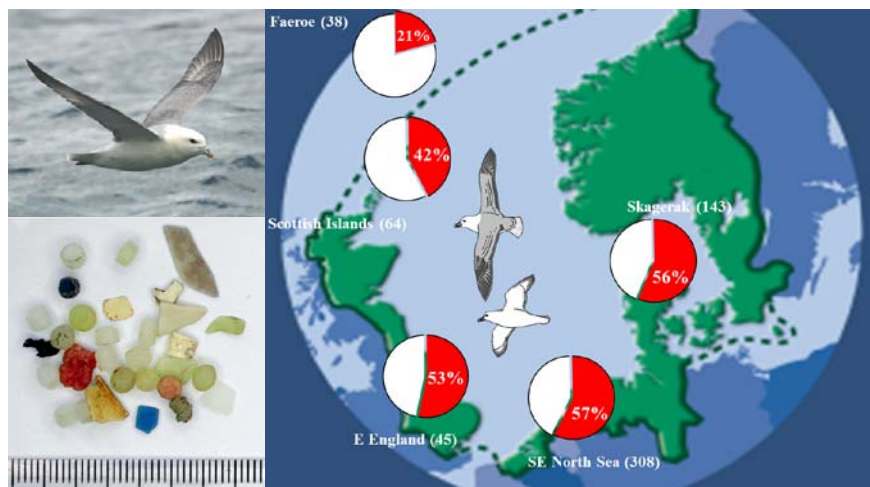 Faeroe (38)
21%
42%
Scottish Islands (64)
Skagerak (143)
56%
53%
E England (45)
57%
SE North Sea (308)